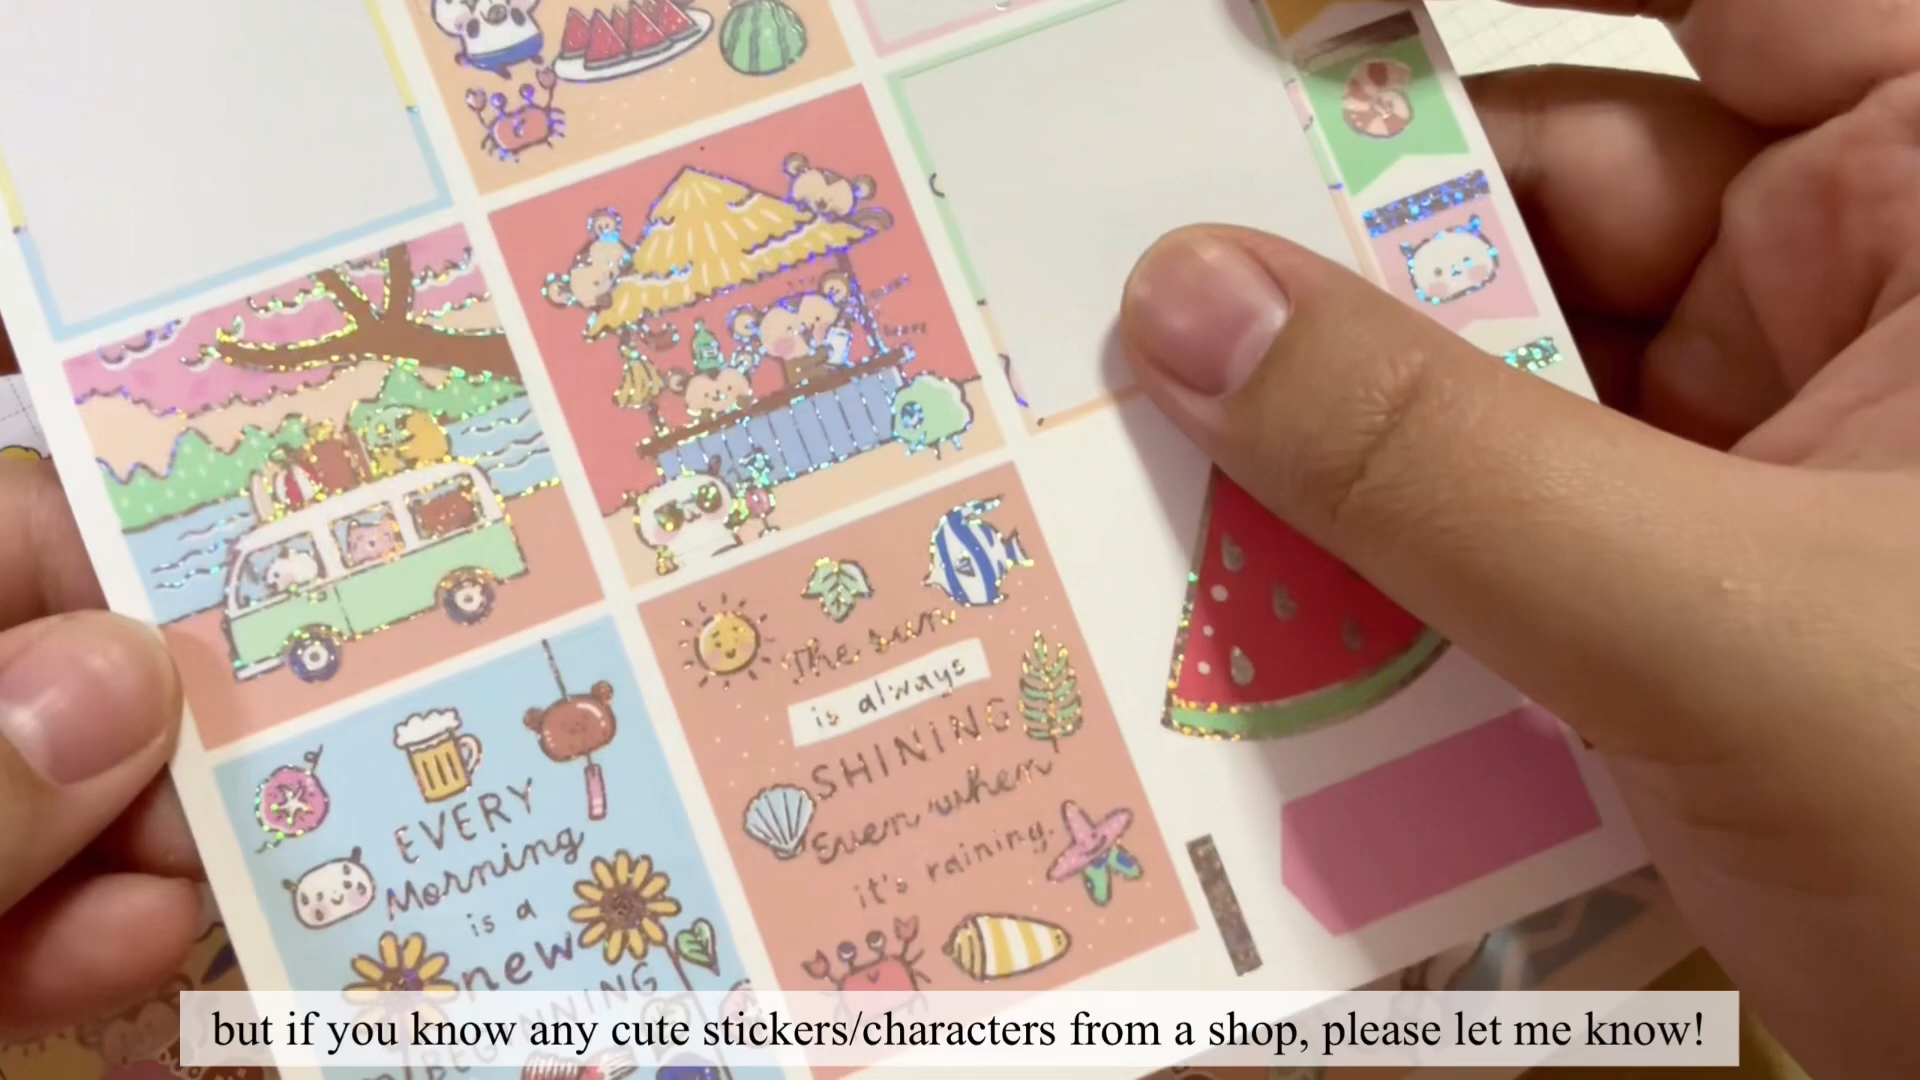 The sun
is always
SHINING
Even when
it's raining.
EVERY
Morning
is a
new
BEGINNING
but if you know any cute stickers/characters from a shop, please let me know!